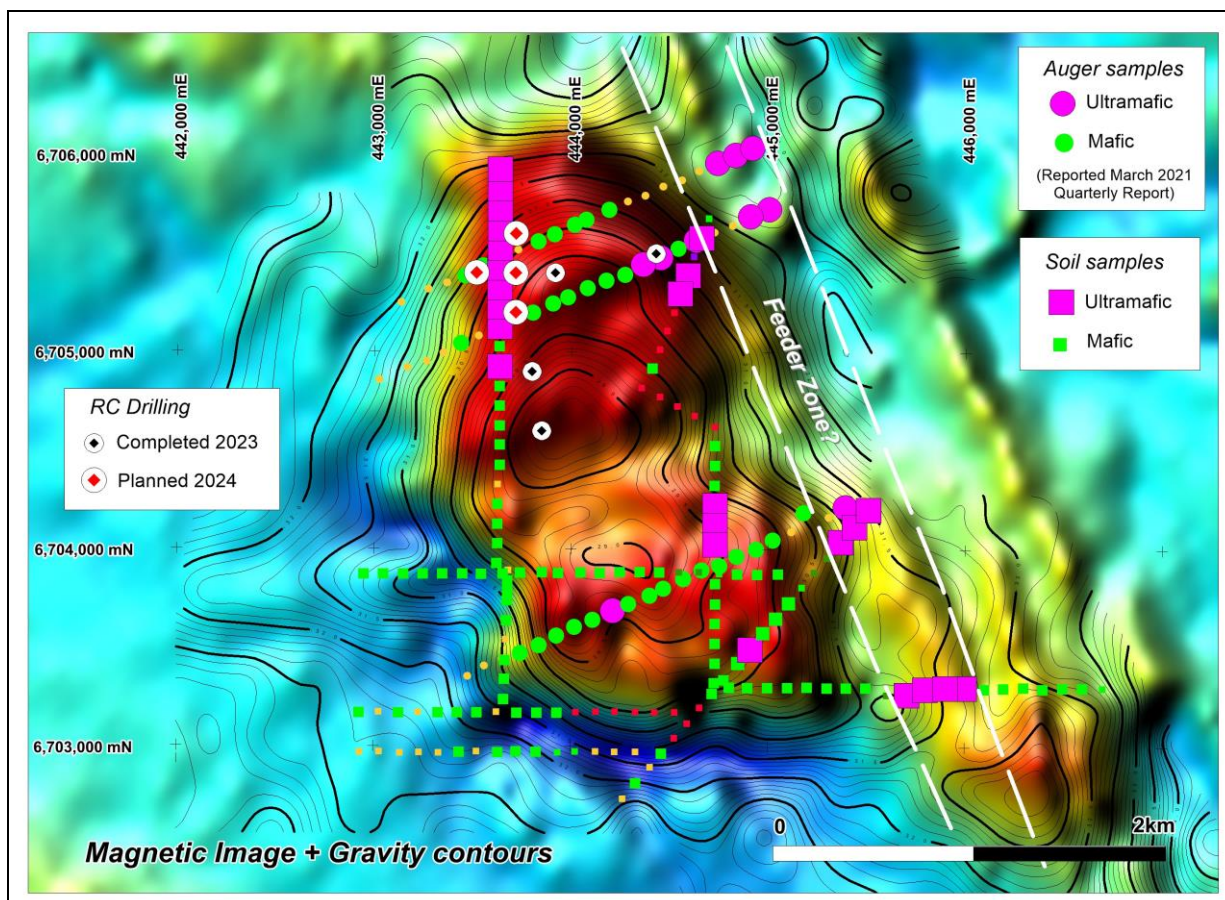 442,000 mE
443,000 mE
444,000 mE
445,000 mE
446,000 mE
6,706,000 mN
6,705,000 mN
6,704,000 mN
6,703,000 mN
Auger samples
Ultramafic
Mafic
(Reported March 2021
Quarterly Report)
Soil samples
Ultramafic
Mafic
RC Drilling
Completed 2023
Planned 2024
Feeder Zone?
Magnetic Image + Gravity contours
0
2km